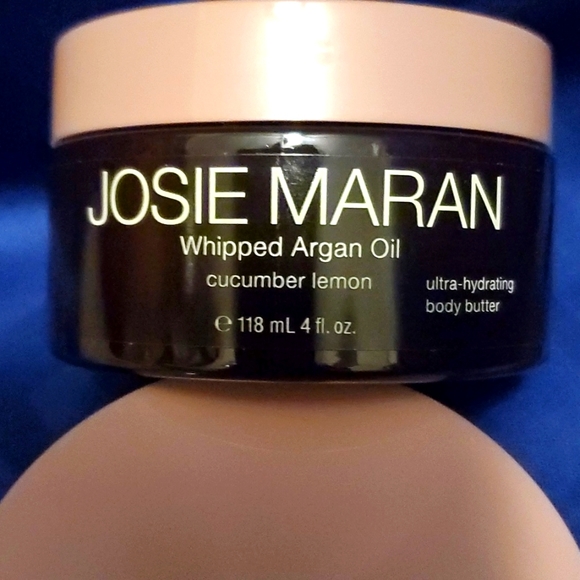 JOSIE MARAN
Whipped Argan Oil
cucumber lemon
ultra-hydrating
body butter
℮ 118 mL 4 fl. oz.